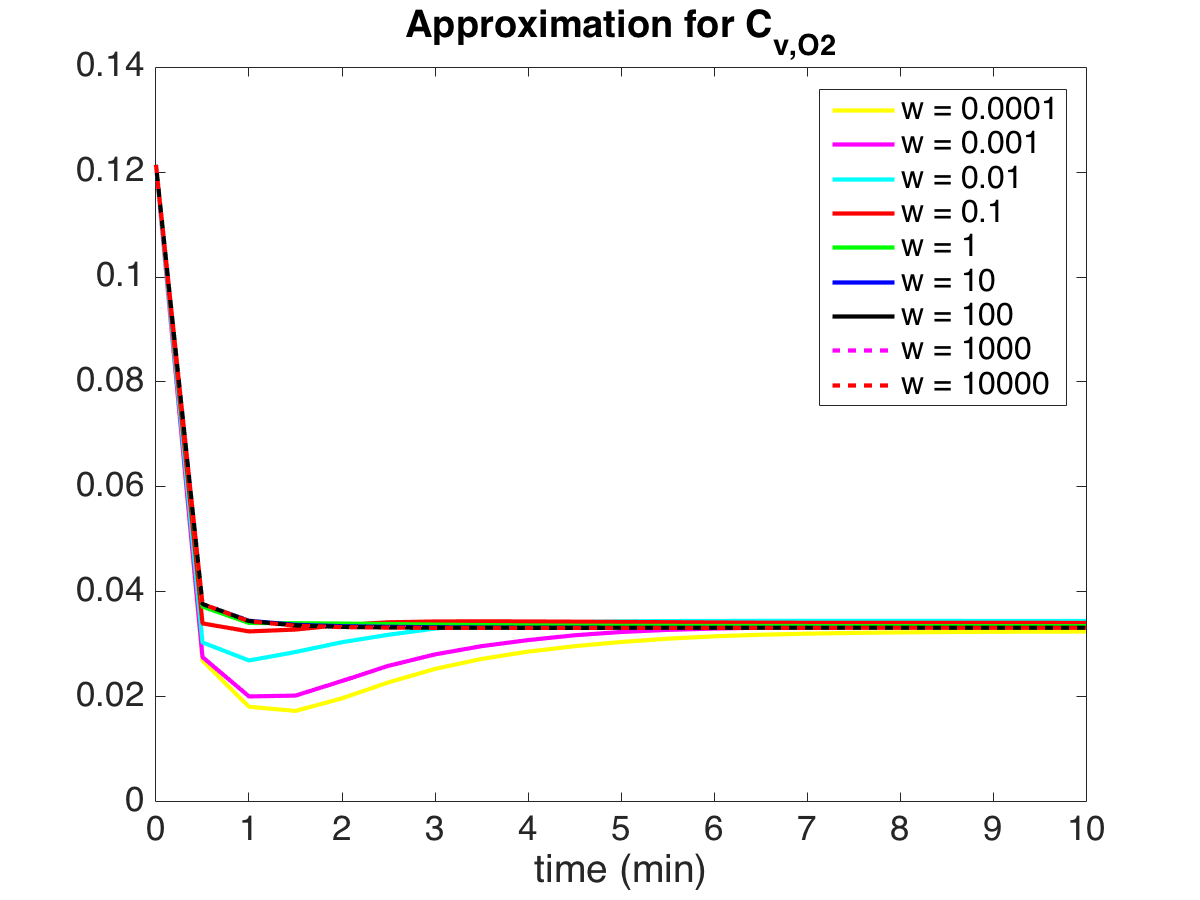 Approximation for C_v,O2
0.14
0.12
0.1
0.08
0.06
0.04
0.02
0
w = 0.0001
w = 0.001
w = 0.01
w = 0.1
w = 1
w = 10
w = 100
w = 1000
w = 10000
0 1 2 3 4 5 6 7 8 9 10
time (min)